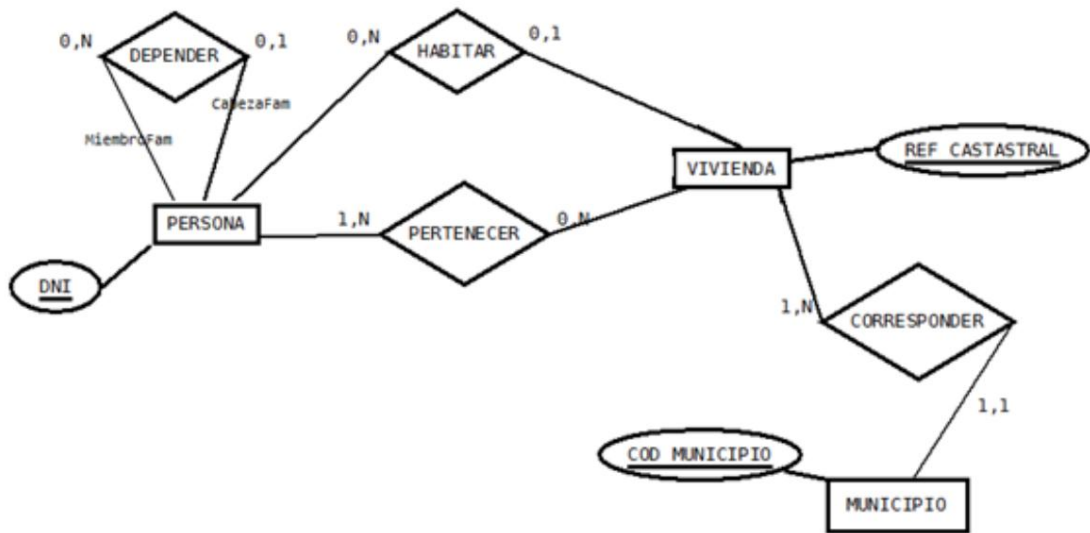 0,N
DEPENDER
0,1
0,N
HABITAR
0,1
CabezaFam
MiembroFam
VIVIENDA
REF CASTASTRAL
PERSONA
1,N
PERTENECER
0,N
DNI
1,N
CORRESPONDER
1,1
COD MUNICIPIO
MUNICIPIO